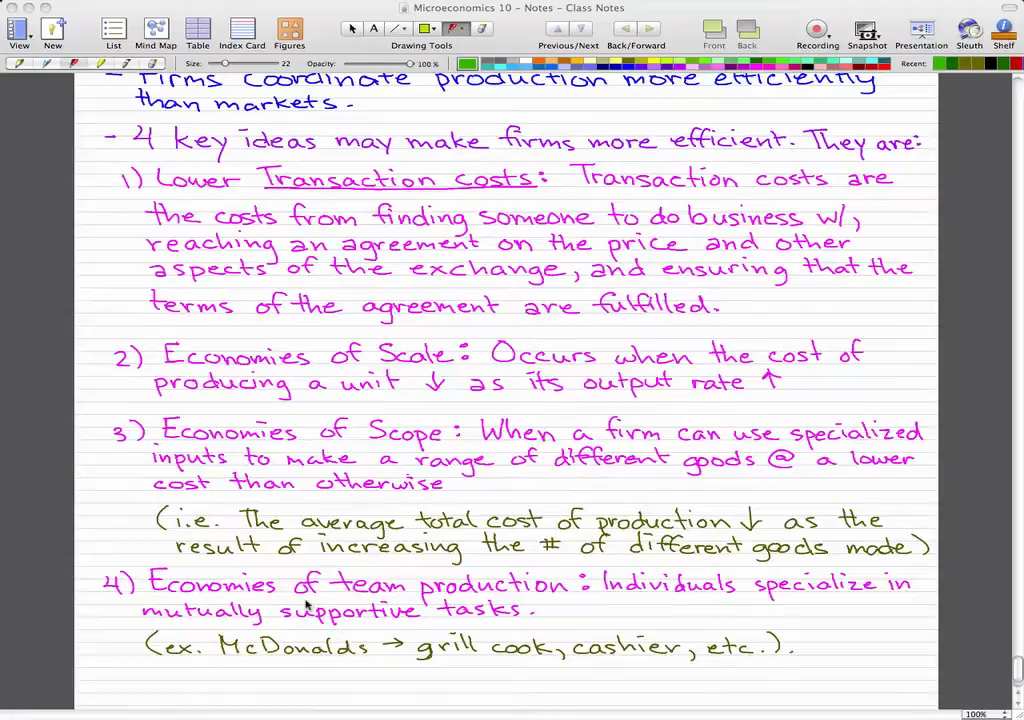 Microeconomics 10 - Notes - Class Notes
View New List Mind Map Table Index Card Figures Drawing Tools Previous/Next Back/Forward Front Back Recording Snapshot Presentation Sleuth Shelf
Size: 22 Opacity: 100 % Recent:
- Firms coordinate production more efficiently
than markets.
- 4 key ideas may make firms more efficient. They are:
1) Lower Transaction costs: Transaction costs are
the costs from finding someone to do business w/,
reaching an agreement on the price and other
aspects of the exchange, and ensuring that the
terms of the agreement are fulfilled.
2) Economies of Scale: Occurs when the cost of
producing a unit ↓ as its output rate ↑
3) Economies of Scope: When a firm can use specialized
inputs to make a range of different goods @ a lower
cost than otherwise
(i.e. The average total cost of production ↓ as the
result of increasing the # of different goods made)
4) Economies of team production: Individuals specialize in
mutually supportive tasks.
(ex. McDonalds → grill cook, cashier, etc.).
100%